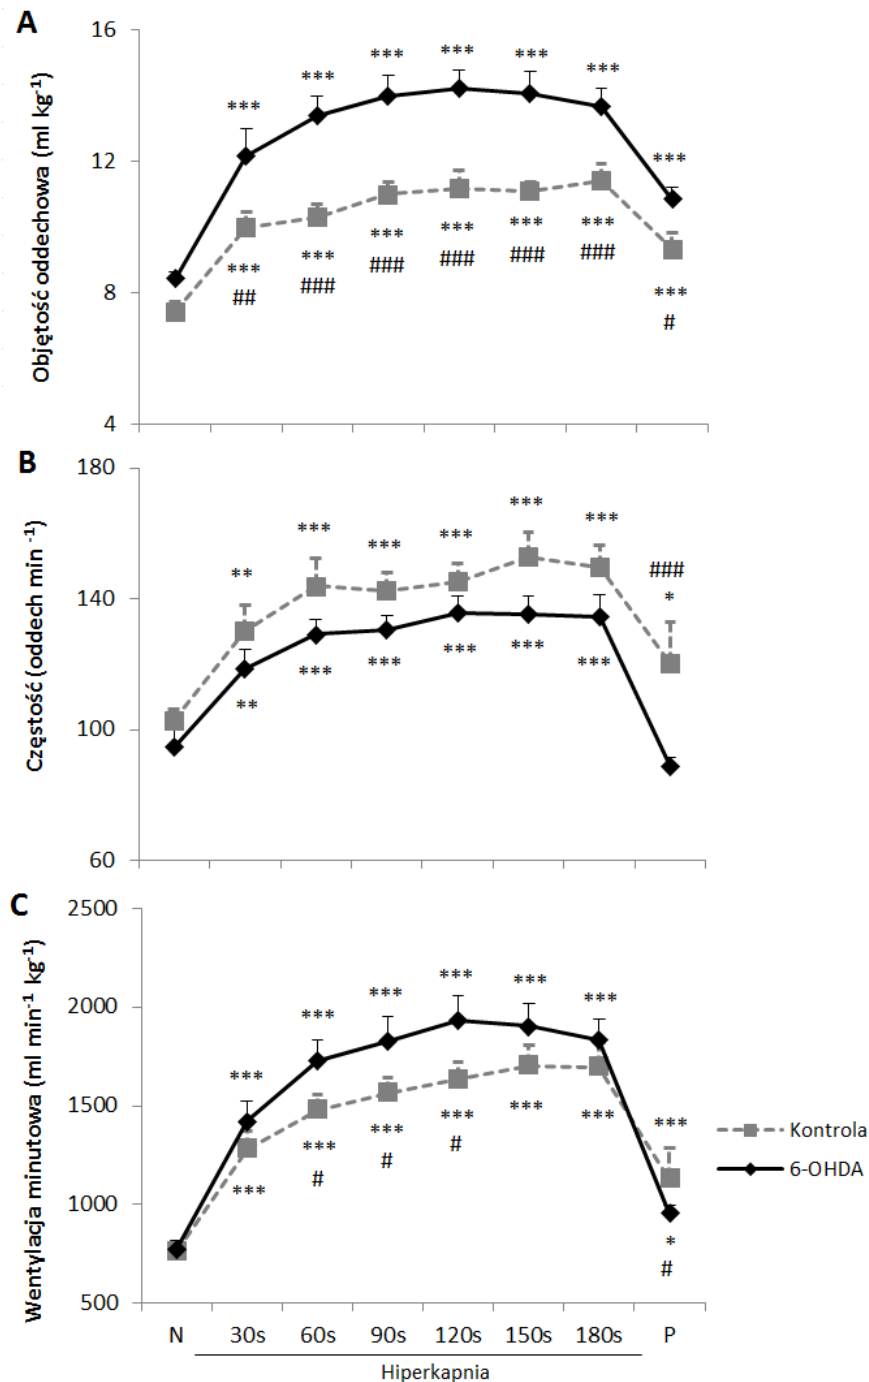 A
Objętość oddechowa (ml kg⁻¹)
16
12
8
4
*** *** *** *** *** *** ***
*** *** *** *** *** *** ***
## ### ### ### ### ### #
B
Częstość (oddech min ⁻¹)
180
140
100
60
** *** *** *** *** *** ###
*
** *** *** *** *** ***
C
Wentylacja minutowa (ml min⁻¹ kg⁻¹)
2500
2000
1500
1000
500
*** *** *** *** *** *** ***
*** *** *** *** *** *** *
# # # #
Kontrola
6-OHDA
N 30s 60s 90s 120s 150s 180s P
Hiperkapnia